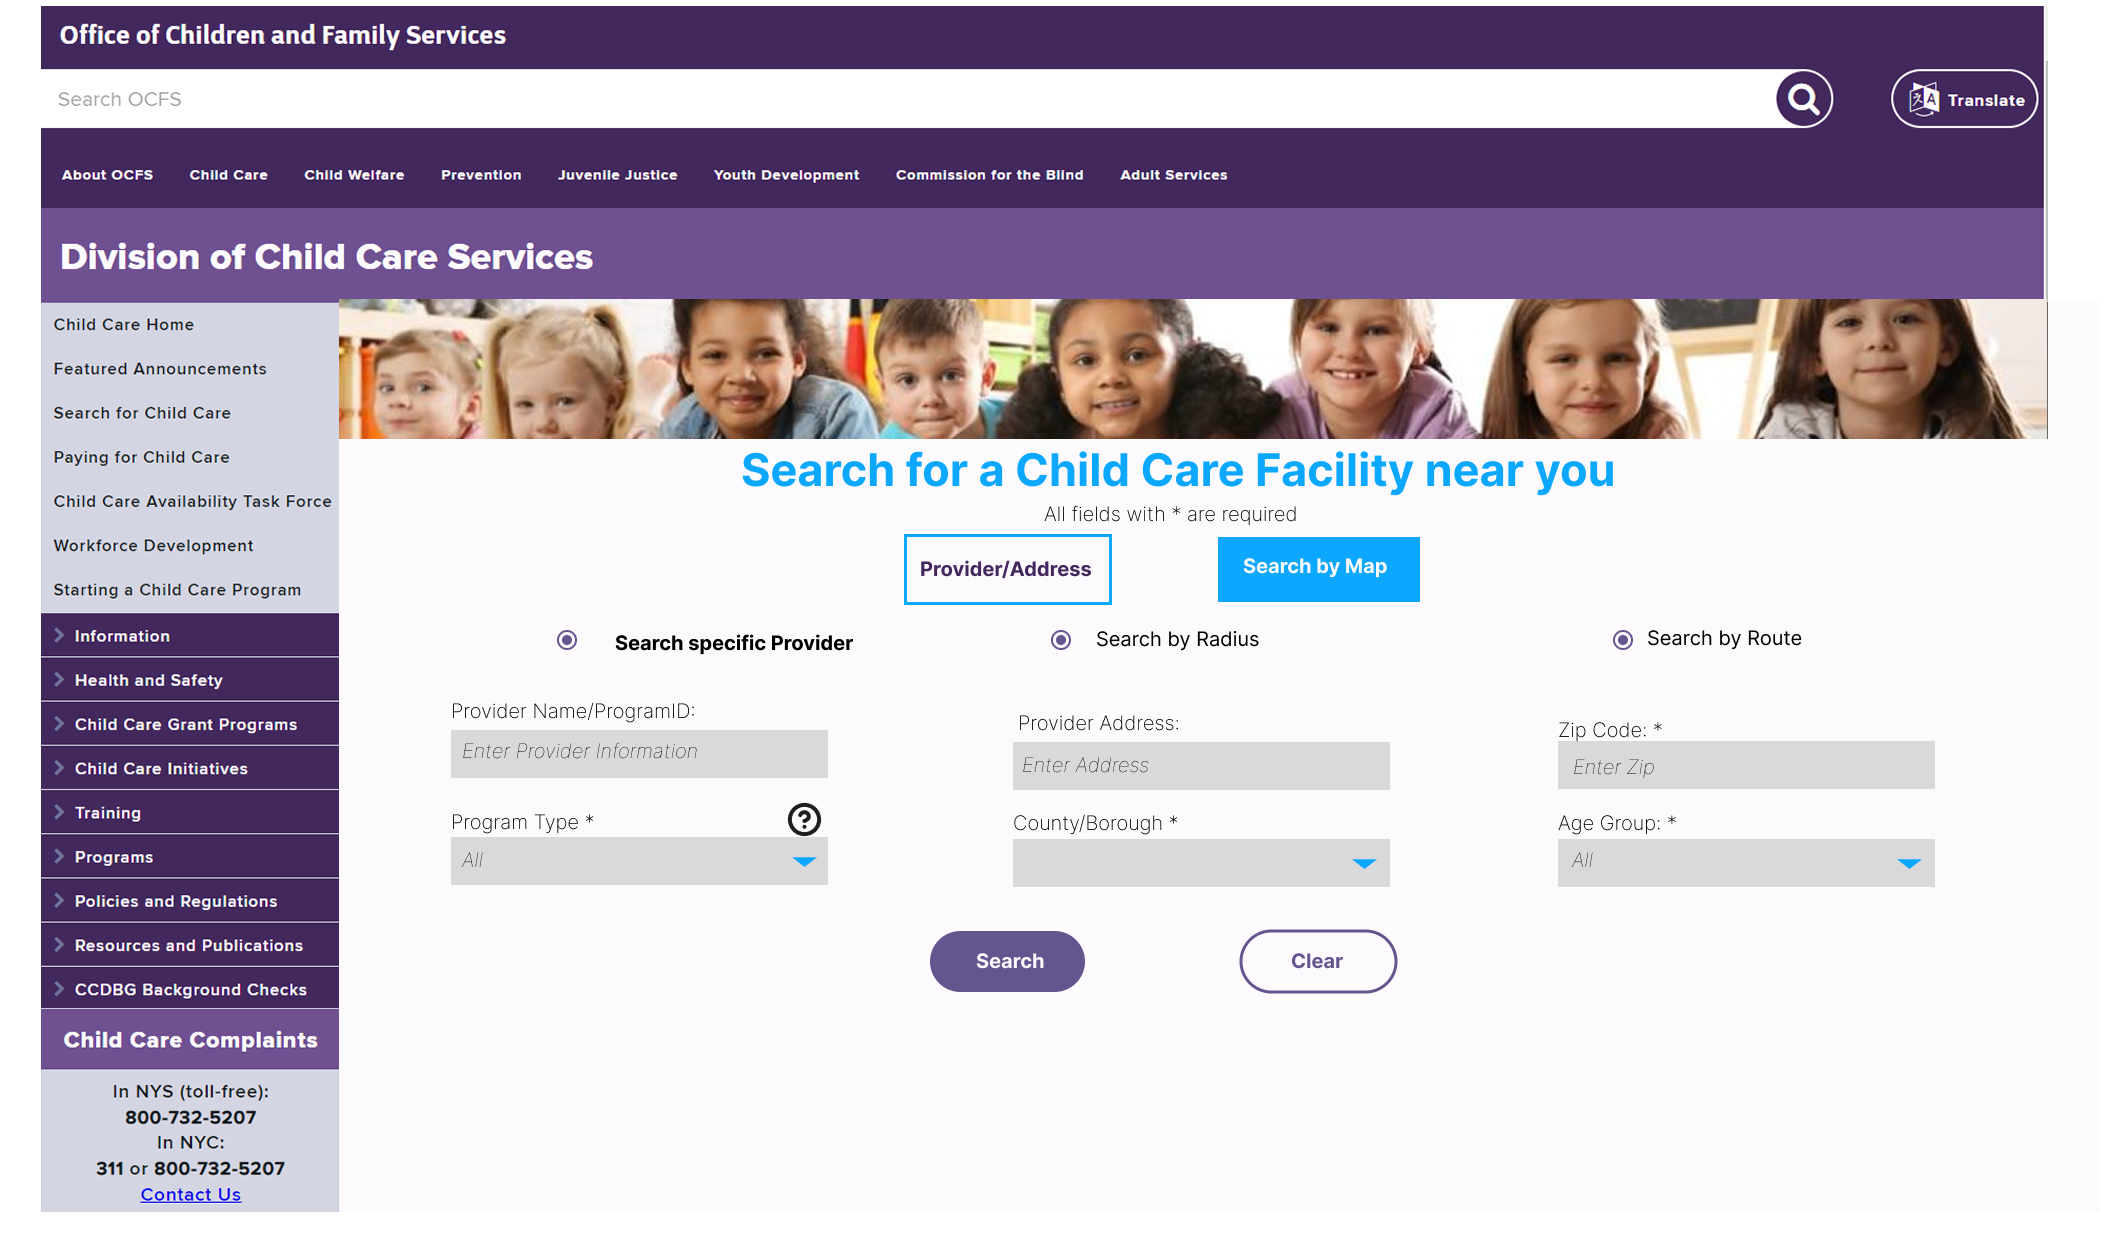 Office of Children and Family Services
Search OCFS
Translate
About OCFS Child Care Child Welfare Prevention Juvenile Justice Youth Development Commission for the Blind Adult Services
Division of Child Care Services
Child Care Home
Featured Announcements
Search for Child Care
Paying for Child Care
Child Care Availability Task Force
Workforce Development
Starting a Child Care Program
Information
Health and Safety
Child Care Grant Programs
Child Care Initiatives
Training
Programs
Policies and Regulations
Resources and Publications
CCDBG Background Checks
Child Care Complaints
In NYS (toll-free):
800-732-5207
In NYC:
311 or 800-732-5207
Contact Us
Search for a Child Care Facility near you
All fields with * are required
Provider/Address Search by Map
Search specific Provider Search by Radius Search by Route
Provider Name/ProgramID: Provider Address: Zip Code: *
Enter Provider Information Enter Address Enter Zip
Program Type * ? County/Borough * Age Group: *
All All
Search Clear